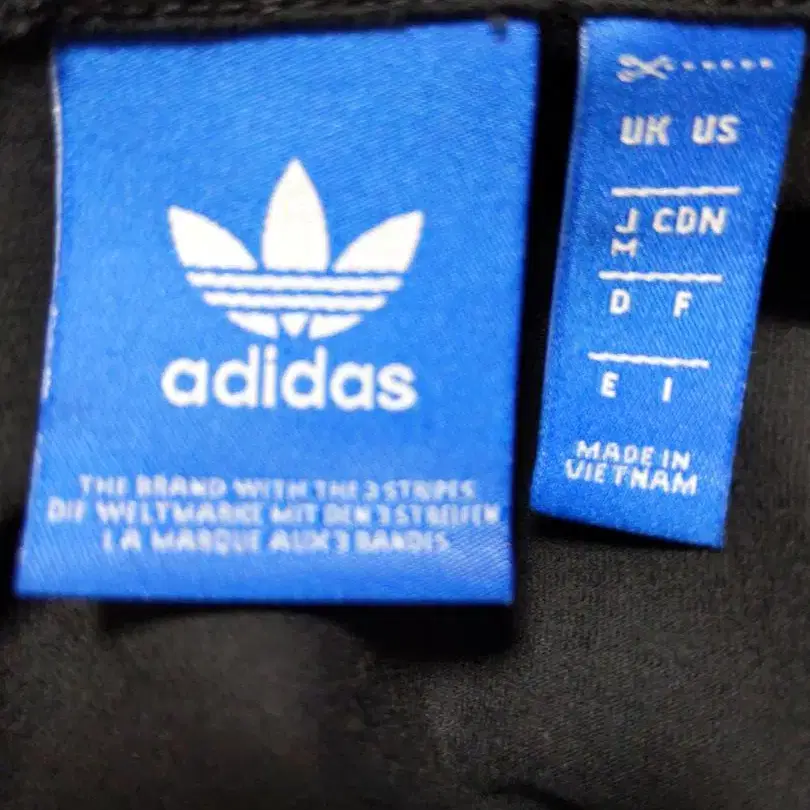 adidas
THE BRAND WITH THE 3 STRIPES
DIE WELTMARKE MIT DEN 3 STREIFEN
LA MARQUE AUX 3 BANDES
UK US
J CDN
M
D F
E I
MADE IN
VIETNAM